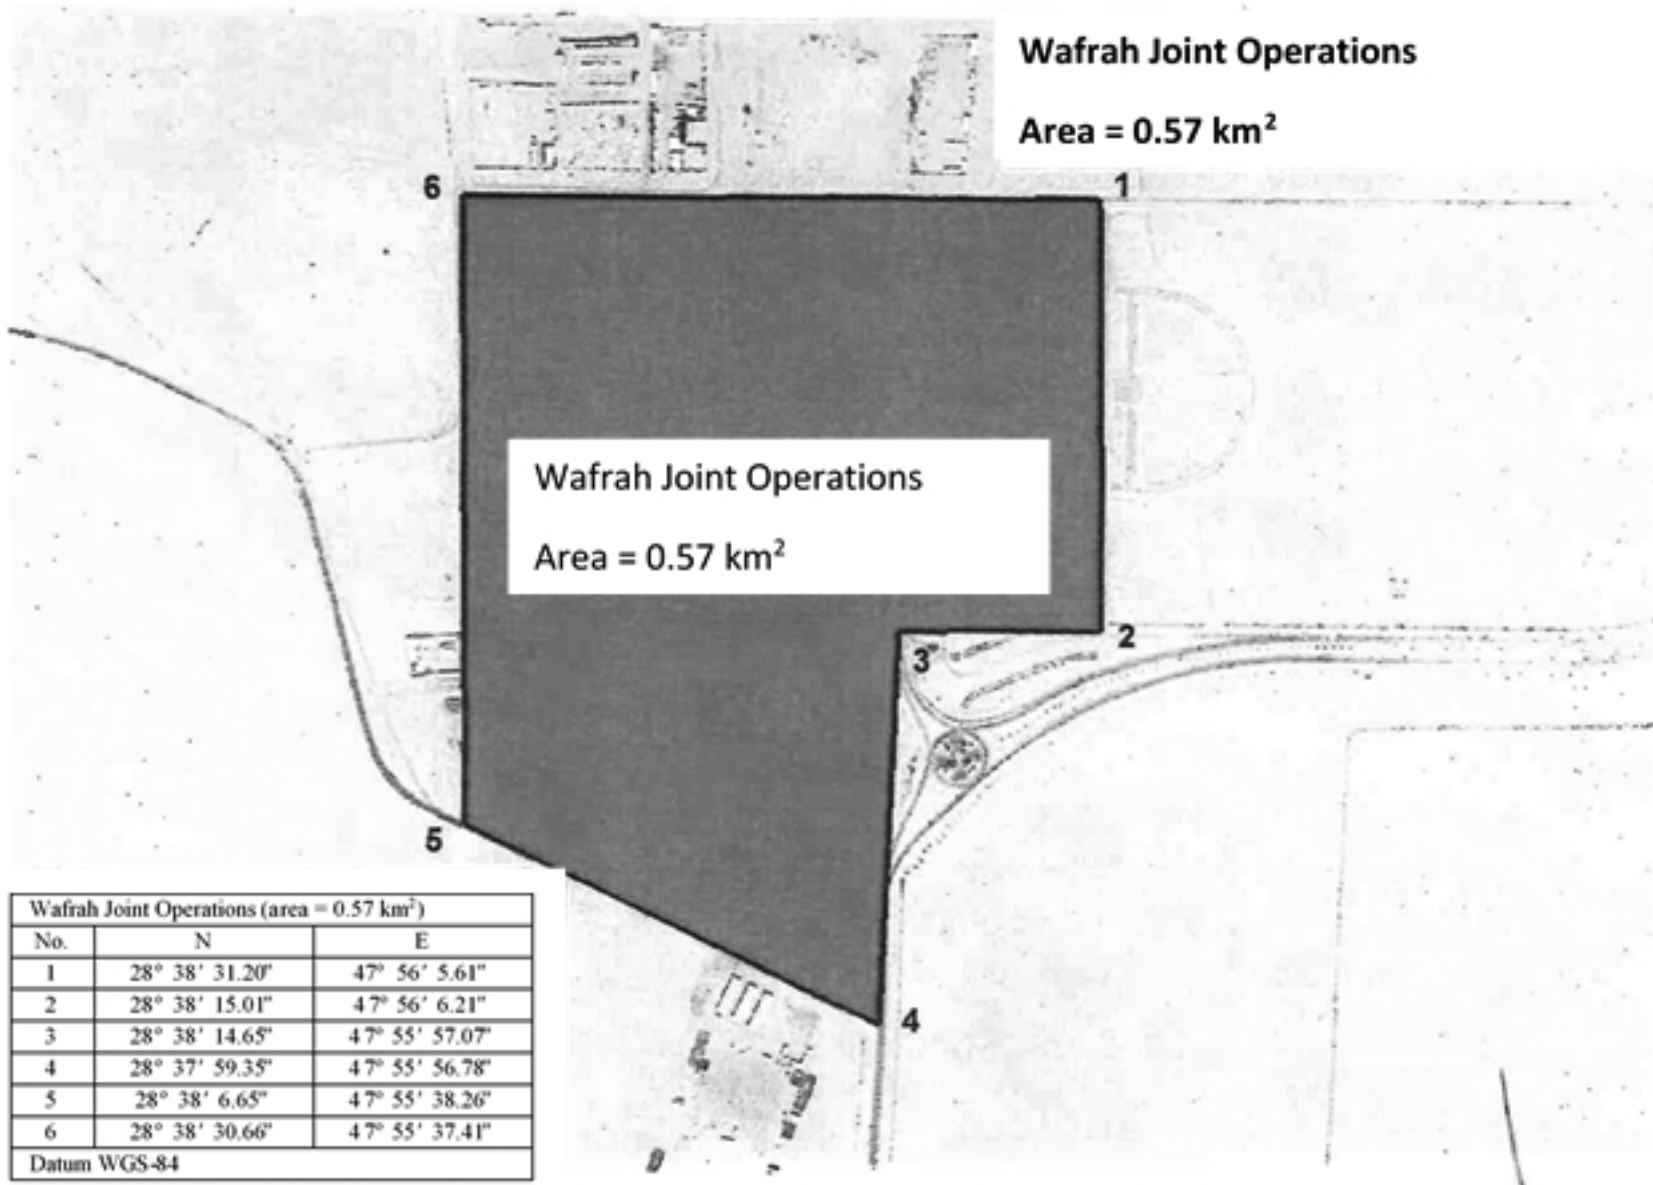 Wafrah Joint Operations
Area = 0.57 km²
6
1
Wafrah Joint Operations
Area = 0.57 km²
2
3
5
4
Wafrah Joint Operations (area = 0.57 km²)
No. N E
1 28° 38' 31.20" 47° 56' 5.61"
2 28° 38' 15.01" 47° 56' 6.21"
3 28° 38' 14.65" 47° 55' 57.07"
4 28° 37' 59.35" 47° 55' 56.78"
5 28° 38' 6.65" 47° 55' 38.26"
6 28° 38' 30.66" 47° 55' 37.41"
Datum WGS-84